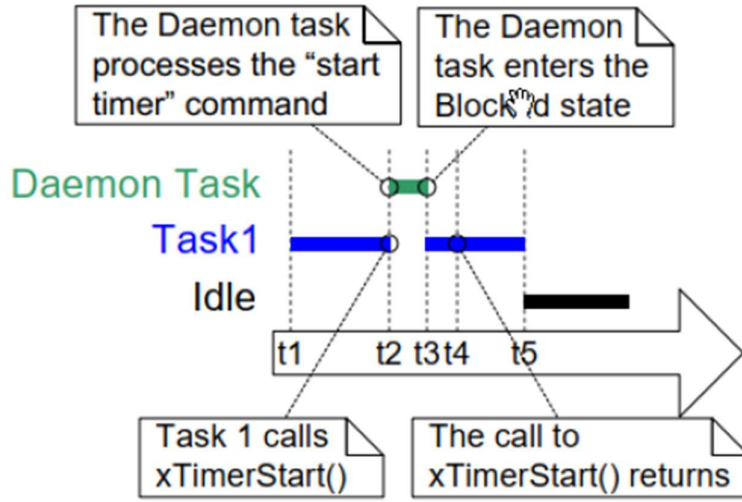 The Daemon task
processes the “start
timer” command
The Daemon
task enters the
Blocked state
Daemon Task
Task1
Idle
t1 t2 t3 t4 t5
Task 1 calls
xTimerStart()
The call to
xTimerStart() returns